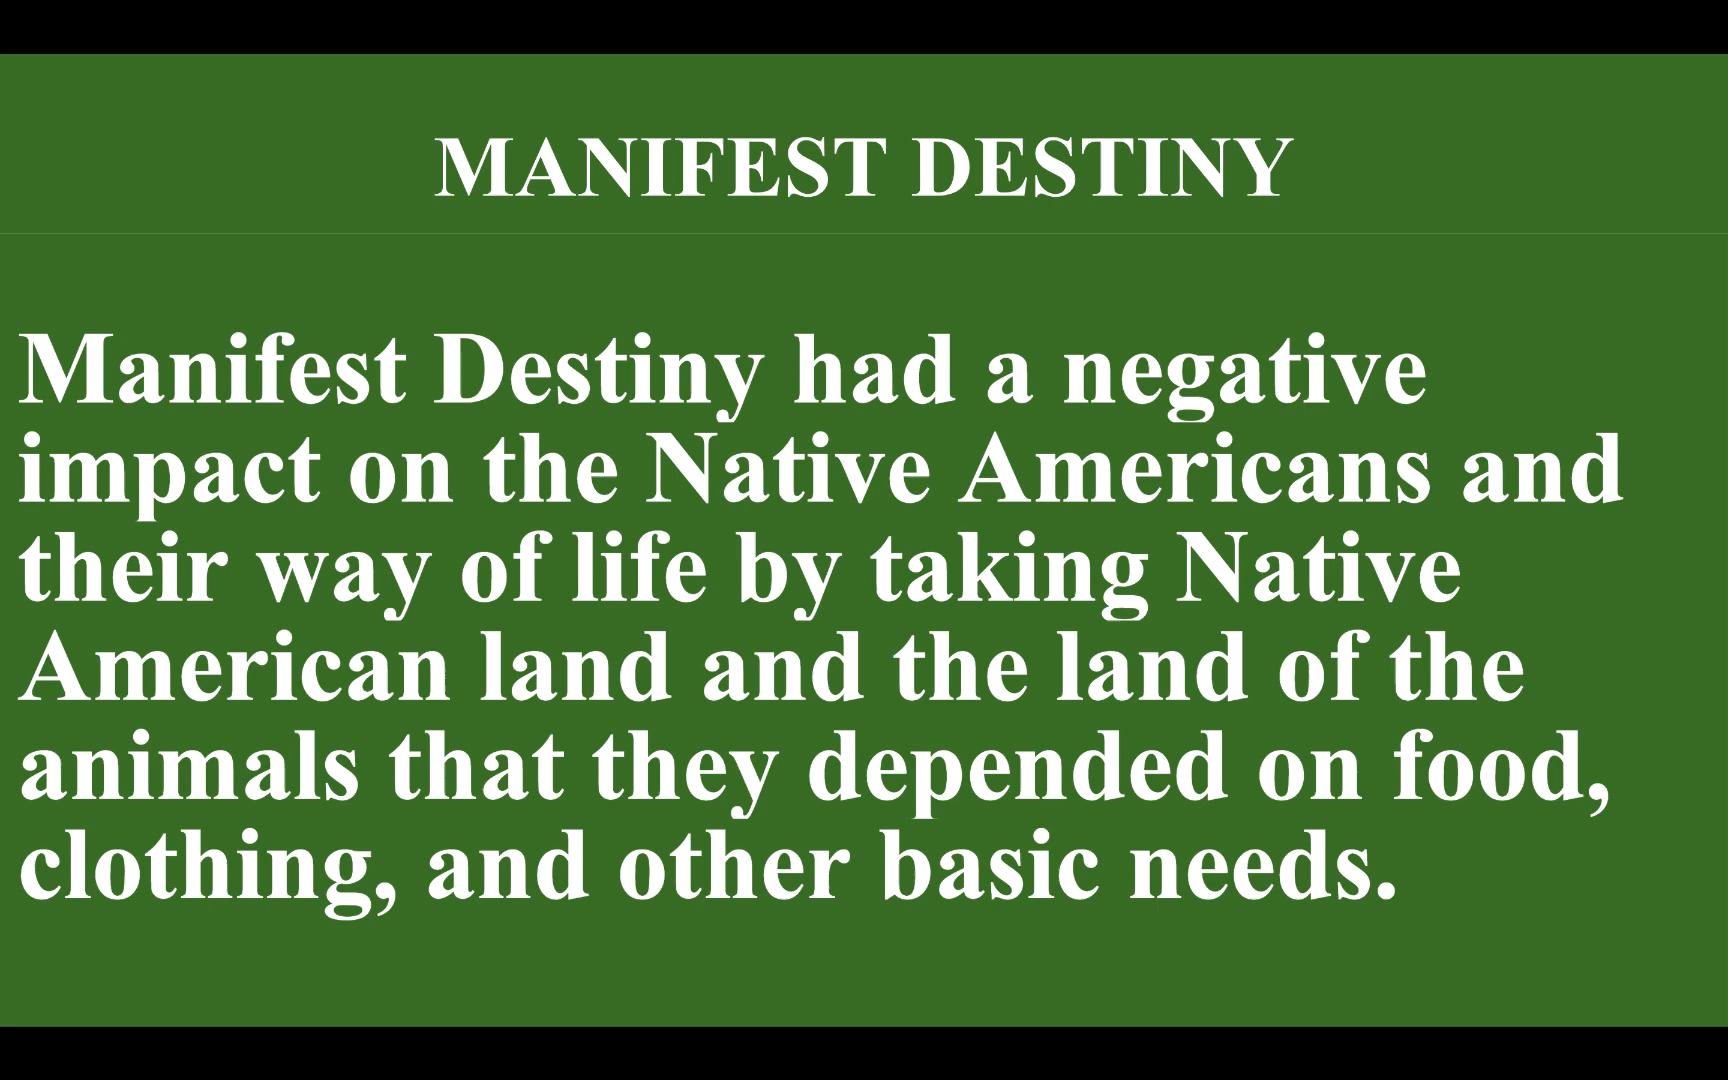 MANIFEST DESTINY
Manifest Destiny had a negative
impact on the Native Americans and
their way of life by taking Native
American land and the land of the
animals that they depended on food,
clothing, and other basic needs.